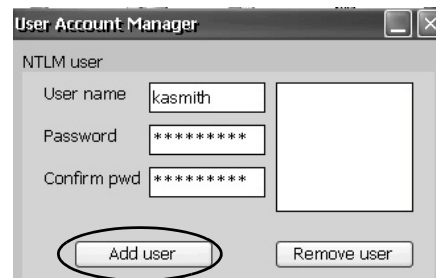 User Account Manager
NTLM user
User name kasmith
Password *********
Confirm pwd *********
Add user Remove user